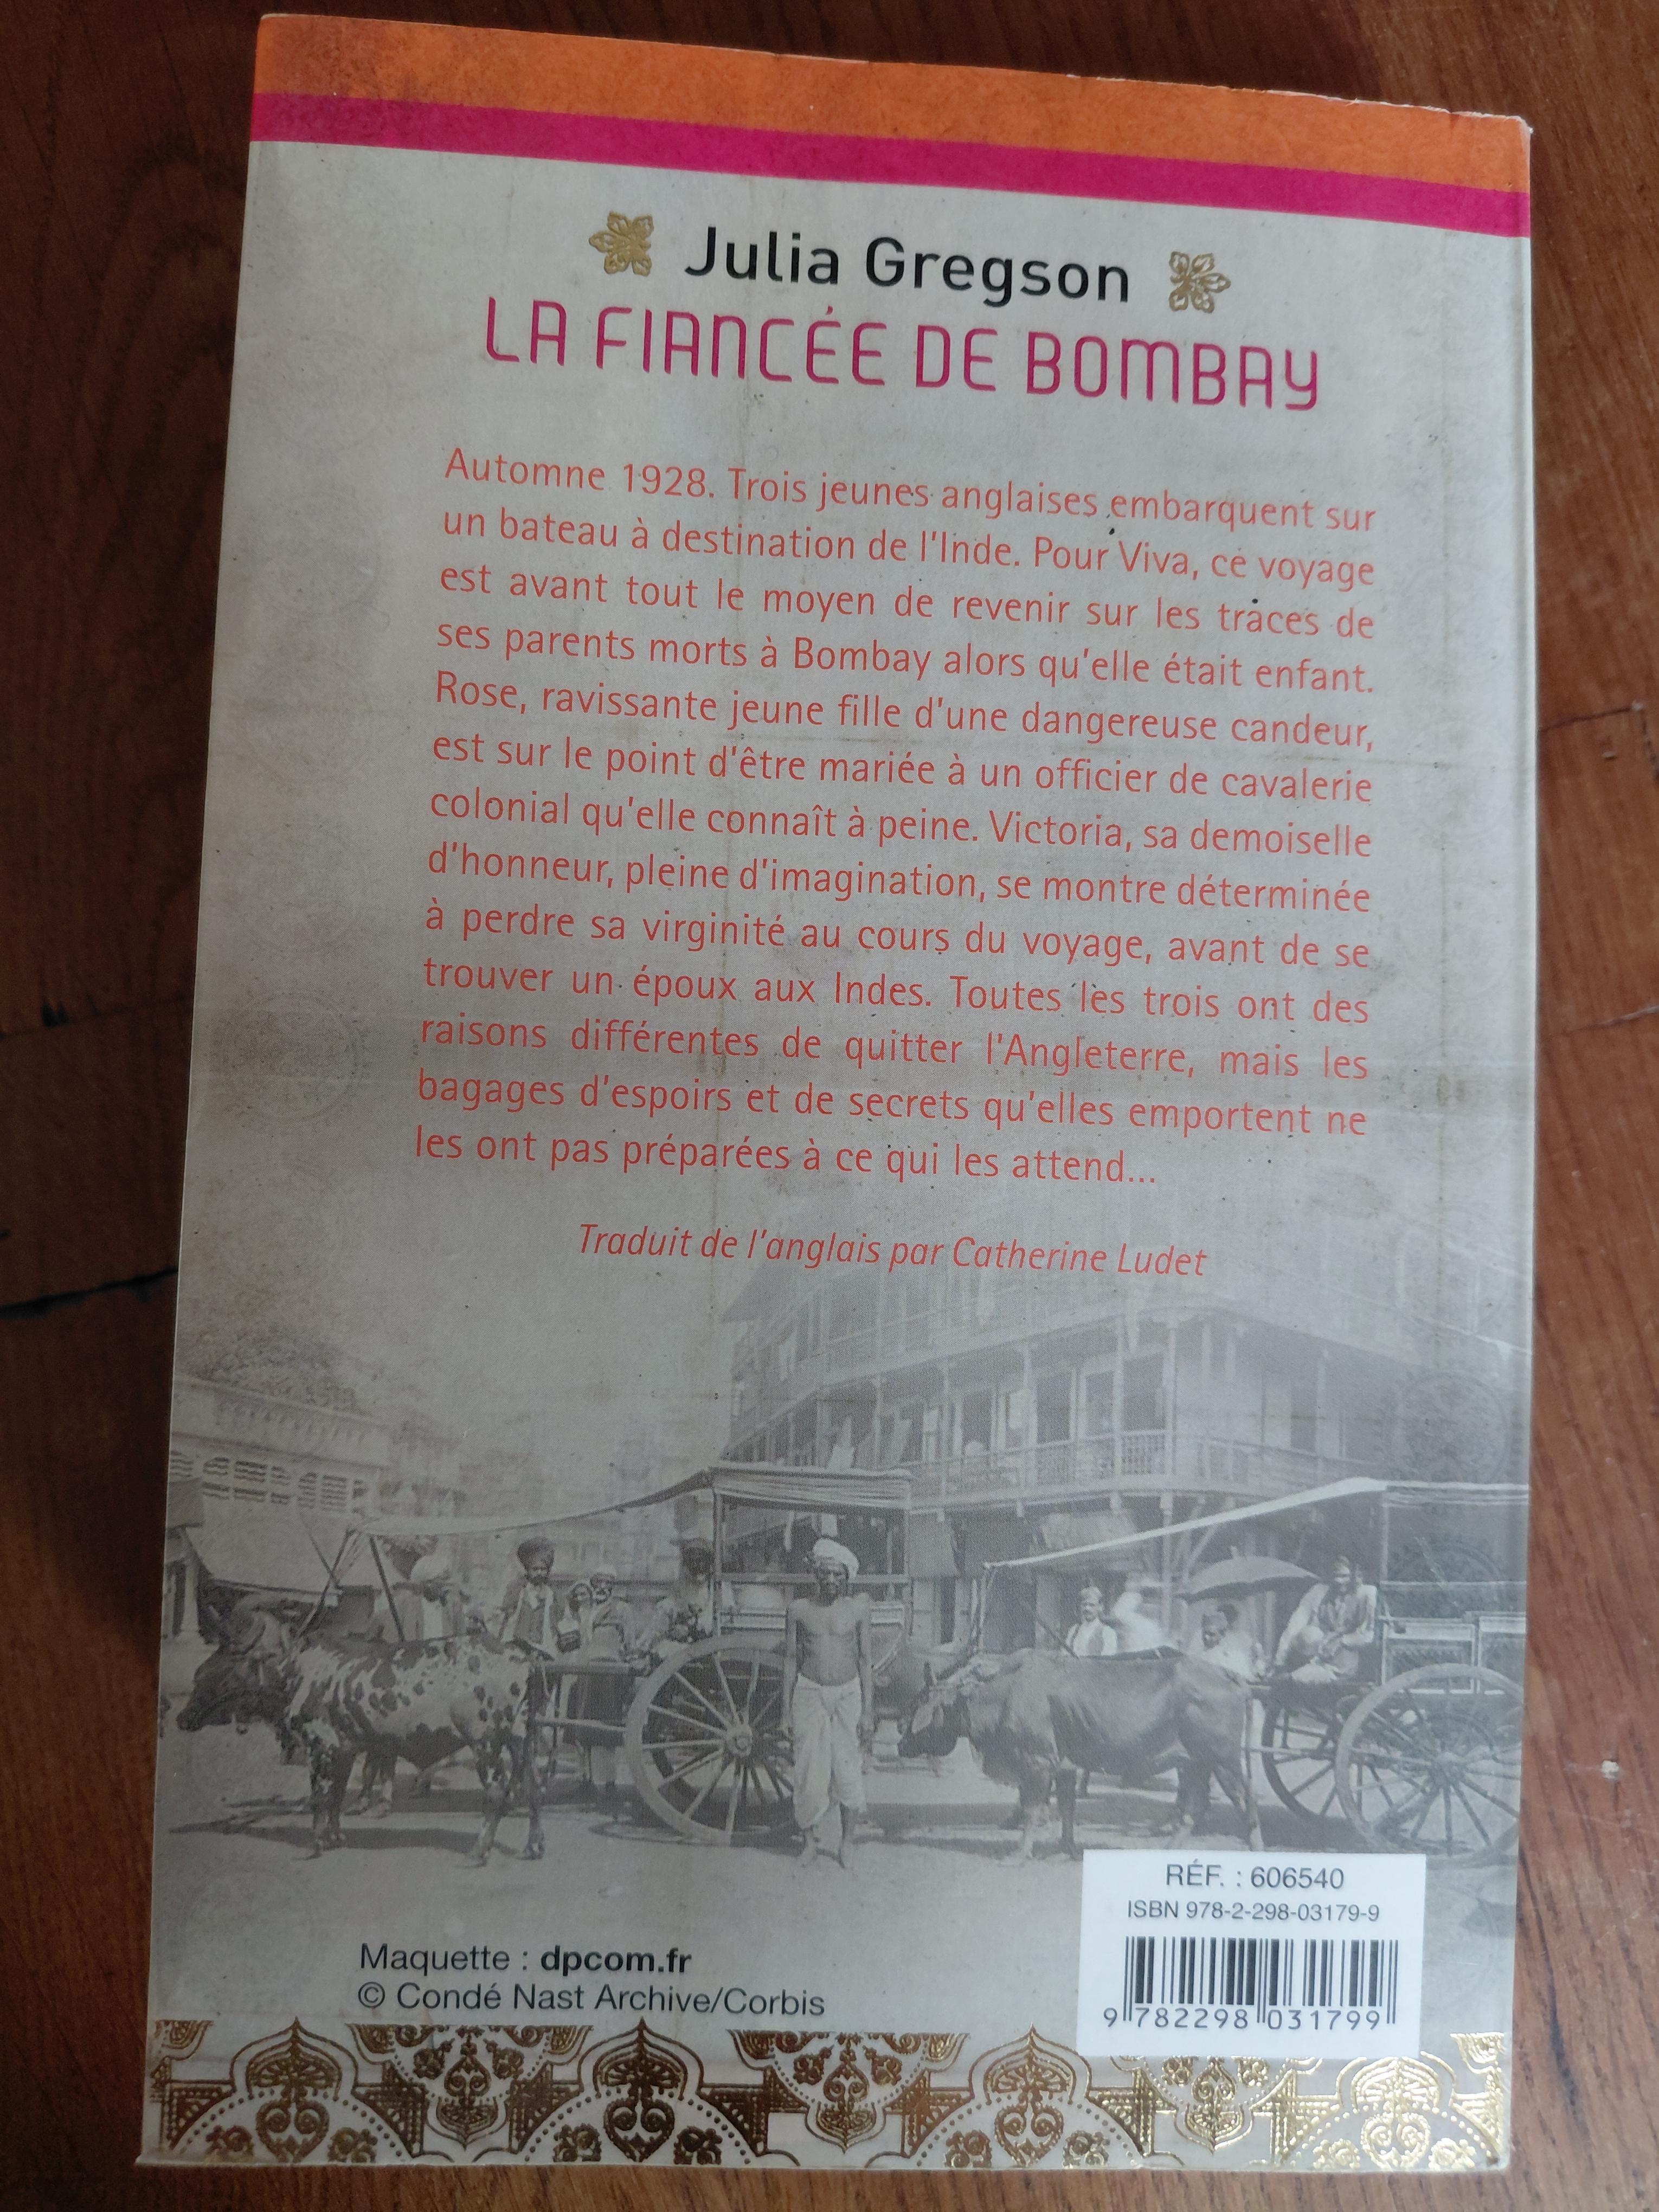 Julia Gregson
LA FIANCÉE DE BOMBAY
Automne 1928. Trois jeunes anglaises embarquent sur
un bateau à destination de l'Inde. Pour Viva, ce voyage
est avant tout le moyen de revenir sur les traces de
ses parents morts à Bombay alors qu'elle était enfant.
Rose, ravissante jeune fille d'une dangereuse candeur,
est sur le point d'être mariée à un officier de cavalerie
colonial qu'elle connaît à peine. Victoria, sa demoiselle
d'honneur, pleine d'imagination, se montre déterminée
à perdre sa virginité au cours du voyage, avant de se
trouver un époux aux Indes. Toutes les trois ont des
raisons différentes de quitter l'Angleterre, mais les
bagages d'espoirs et de secrets qu'elles emportent ne
les ont pas préparées à ce qui les attend...
Traduit de l'anglais par Catherine Ludet
RÉF. : 606540
ISBN 978-2-298-03179-9
9 782298 031799
Maquette : dpcom.fr
© Condé Nast Archive/Corbis